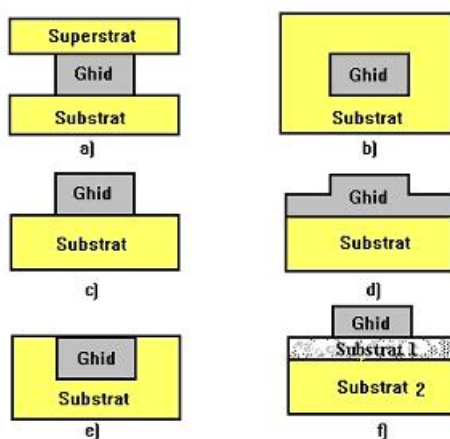 Superstrat
Ghid
Substrat
a)
Ghid
Substrat
b)
Ghid
Substrat
c)
Ghid
Substrat
d)
Ghid
Substrat
e)
Ghid
Substrat 1
Substrat 2
f)